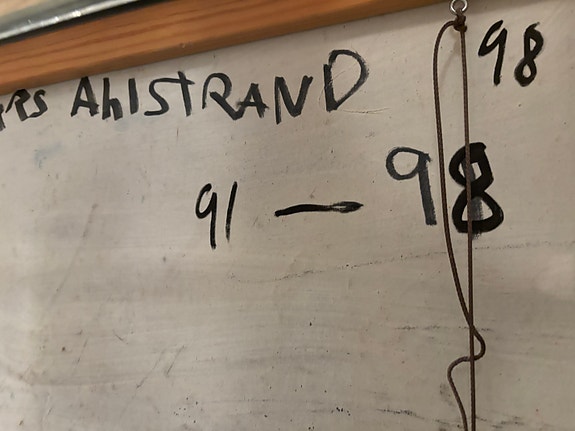 AhlSTRAND 98
91 — 98